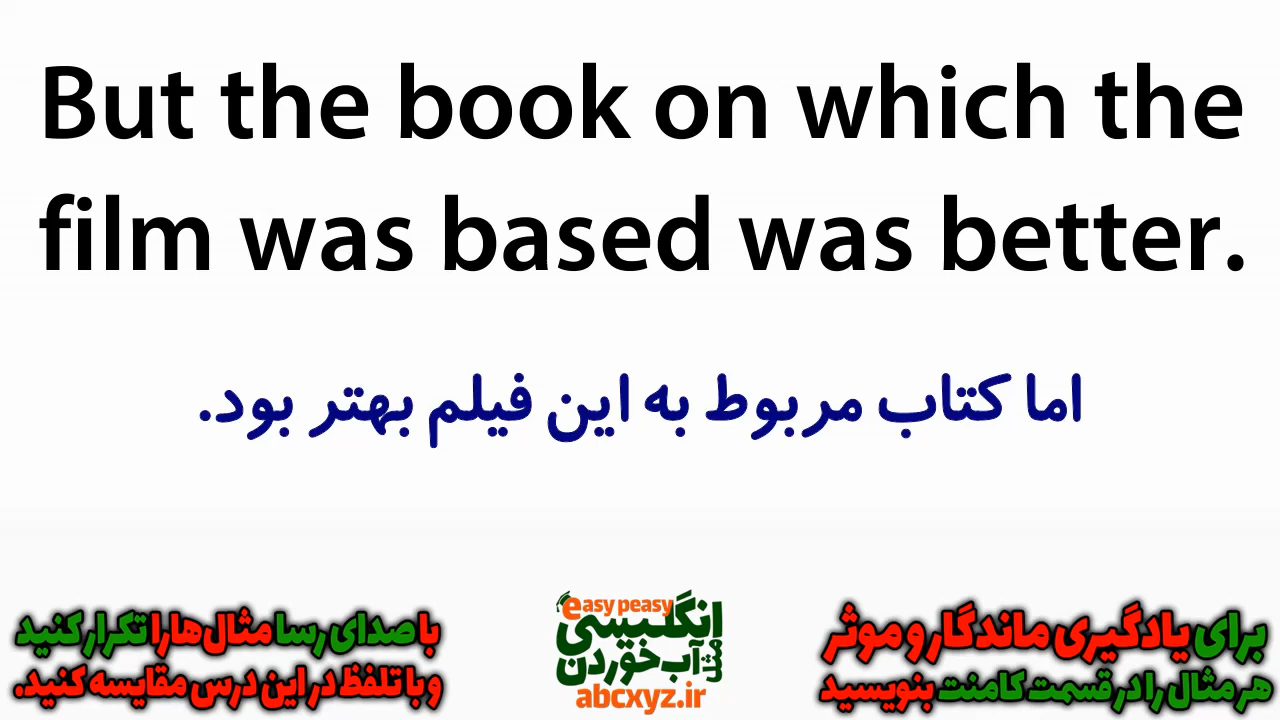 But the book on which the
film was based was better.
اما کتاب مربوط به این فیلم بهتر بود.
برای یادگیری ماندگار و موثر
هر مثال را در قسمت کامنت بنویسید
easy peasy
انگلیسی
مثل آب خوردن
abcxyz.ir
با صدای رسا مثال‌ها را تکرار کنید
و با تلفظ در این درس مقایسه کنید.